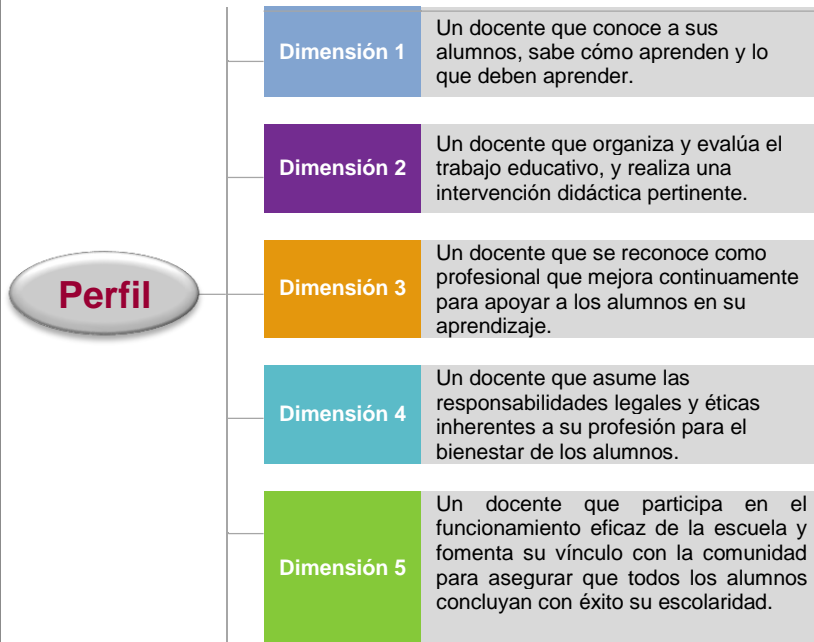 Perfil
Dimensión 1
Un docente que conoce a sus
alumnos, sabe cómo aprenden y lo
que deben aprender.
Dimensión 2
Un docente que organiza y evalúa el
trabajo educativo, y realiza una
intervención didáctica pertinente.
Dimensión 3
Un docente que se reconoce como
profesional que mejora continuamente
para apoyar a los alumnos en su
aprendizaje.
Dimensión 4
Un docente que asume las
responsabilidades legales y éticas
inherentes a su profesión para el
bienestar de los alumnos.
Dimensión 5
Un docente que participa en el
funcionamiento eficaz de la escuela y
fomenta su vínculo con la comunidad
para asegurar que todos los alumnos
concluyan con éxito su escolaridad.